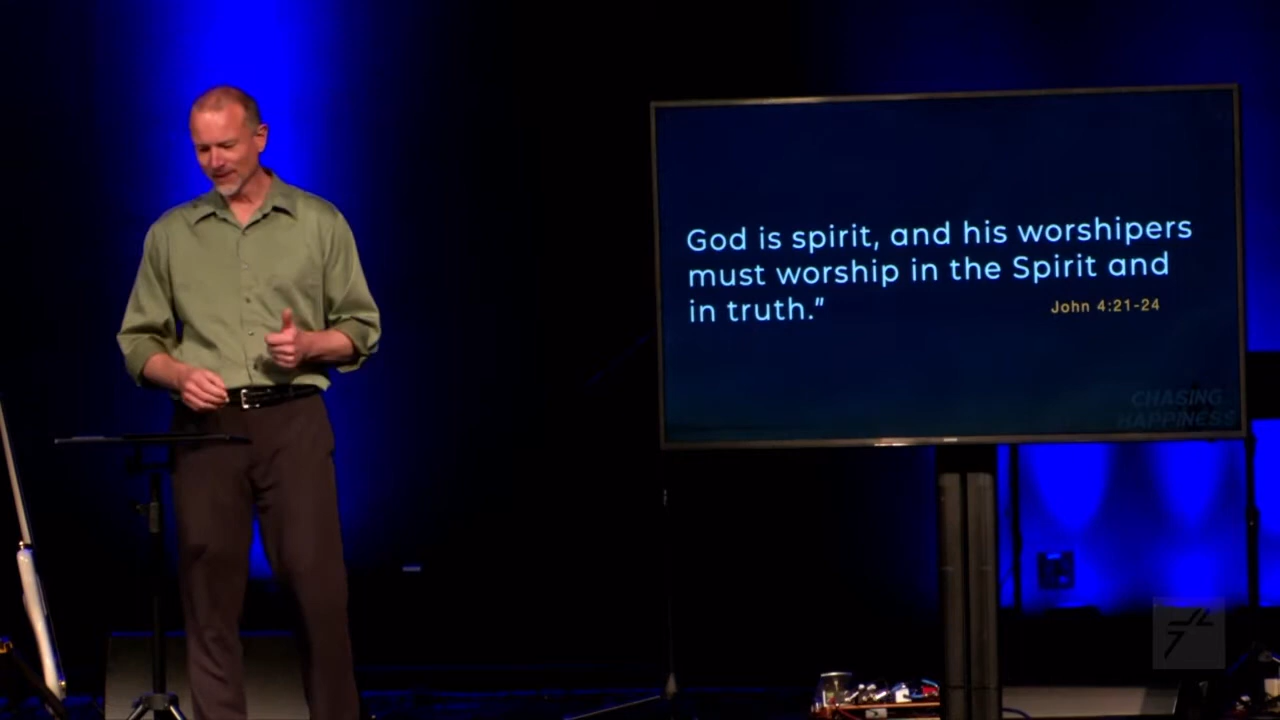 God is spirit, and his worshipers
must worship in the Spirit and
in truth.”
John 4:21-24
CHASING
HAPPINESS